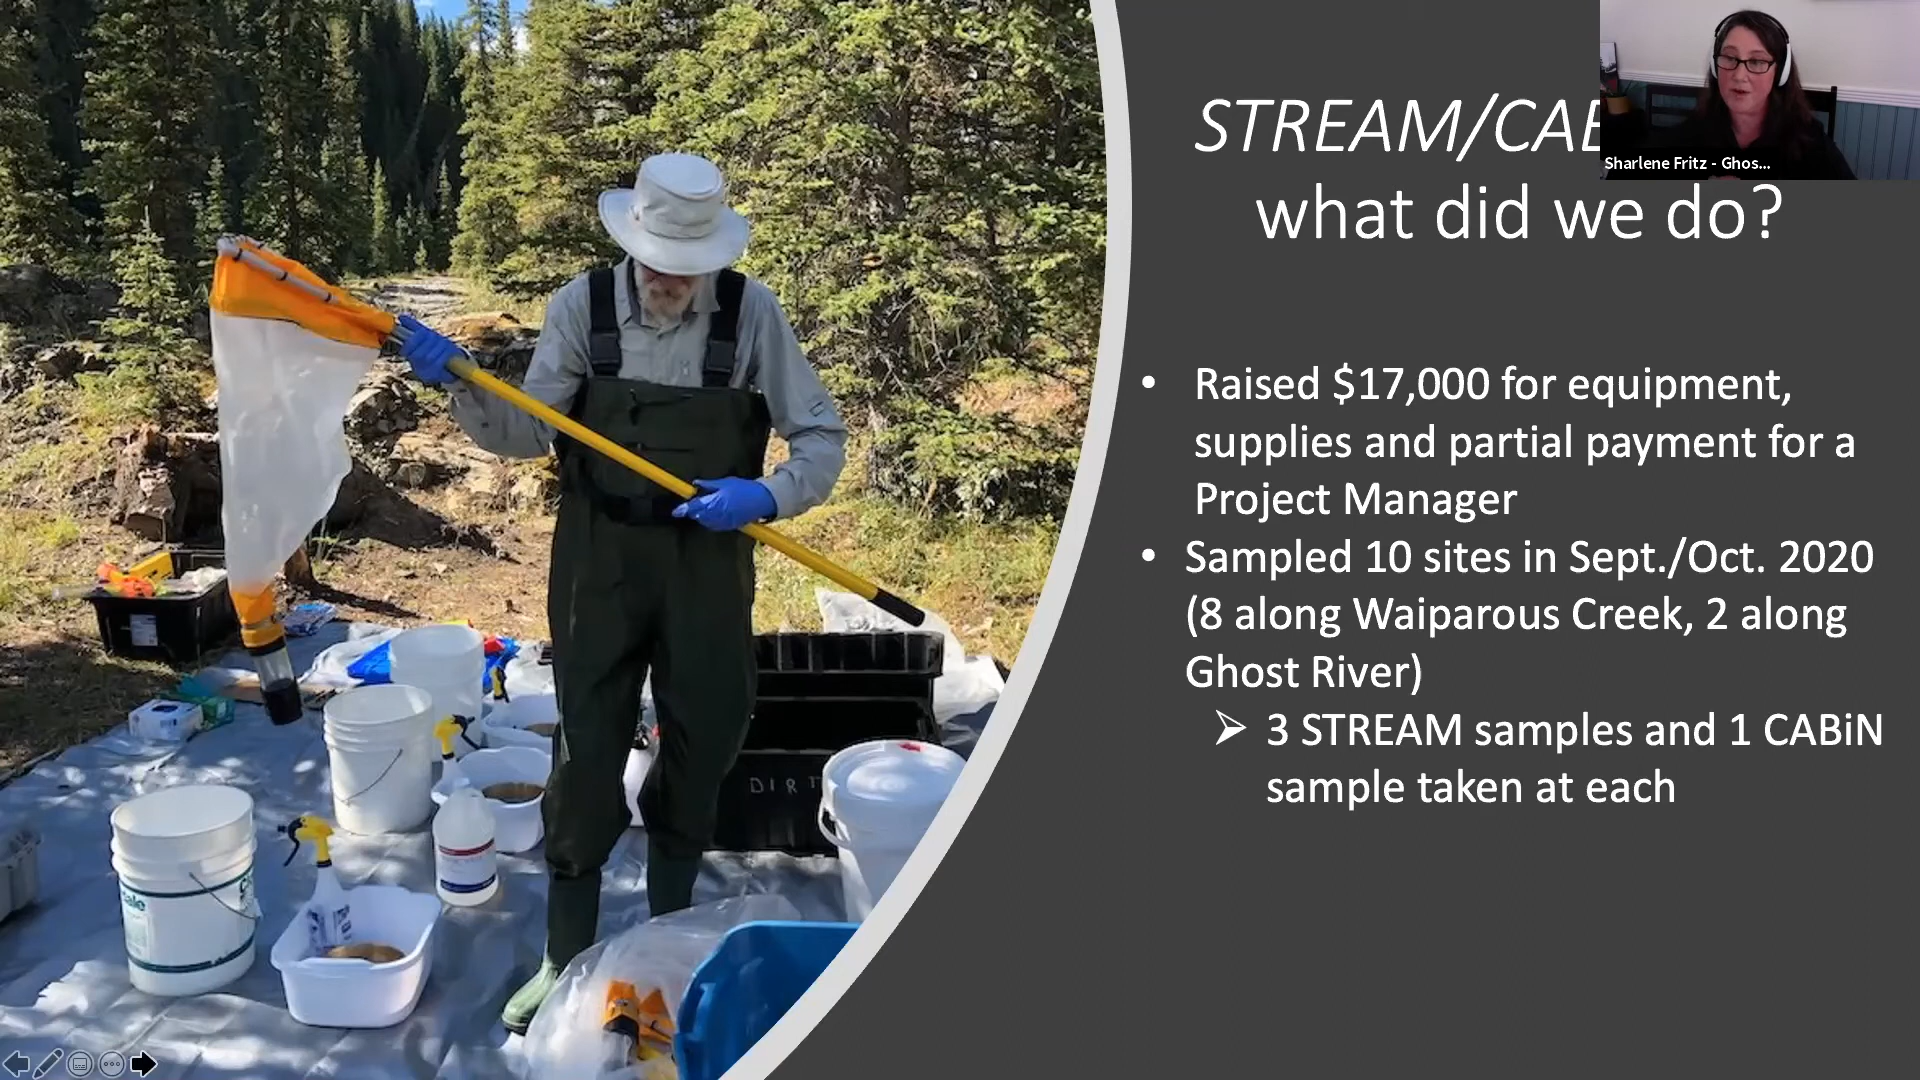 STREAM/CAB
what did we do?
Sharlene Fritz - Ghos...
• Raised $17,000 for equipment,
supplies and partial payment for a
Project Manager
• Sampled 10 sites in Sept./Oct. 2020
(8 along Waiparous Creek, 2 along
Ghost River)
➢ 3 STREAM samples and 1 CABiN
sample taken at each
DIRT